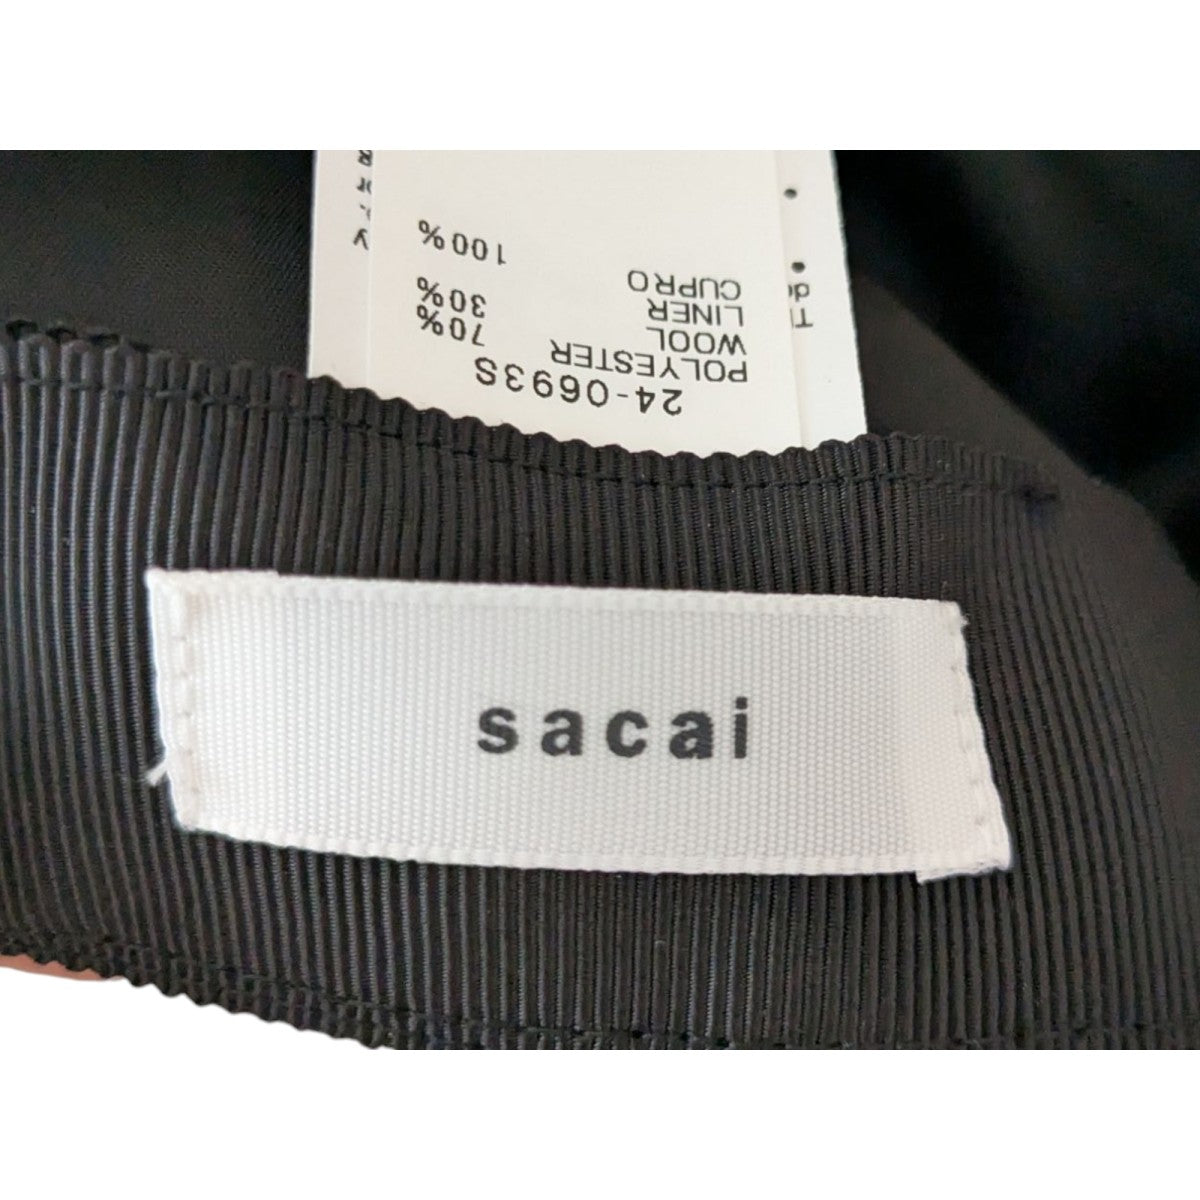 24-0693S
POLYESTER 70%
WOOL 30%
LINER
CUPRO 100%
sacai